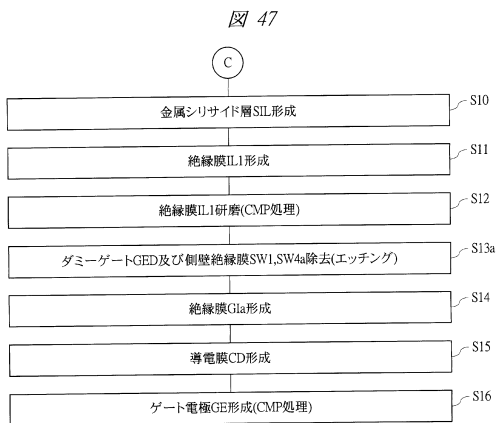 図 47
C
金属シリサイド層SIL形成
S10
絶縁膜IL1形成
S11
絶縁膜IL1研磨(CMP処理)
S12
ダミーゲートGED及び側壁絶縁膜SW1,SW4a除去(エッチング)
S13a
絶縁膜GIa形成
S14
導電膜CD形成
S15
ゲート電極GE形成(CMP処理)
S16